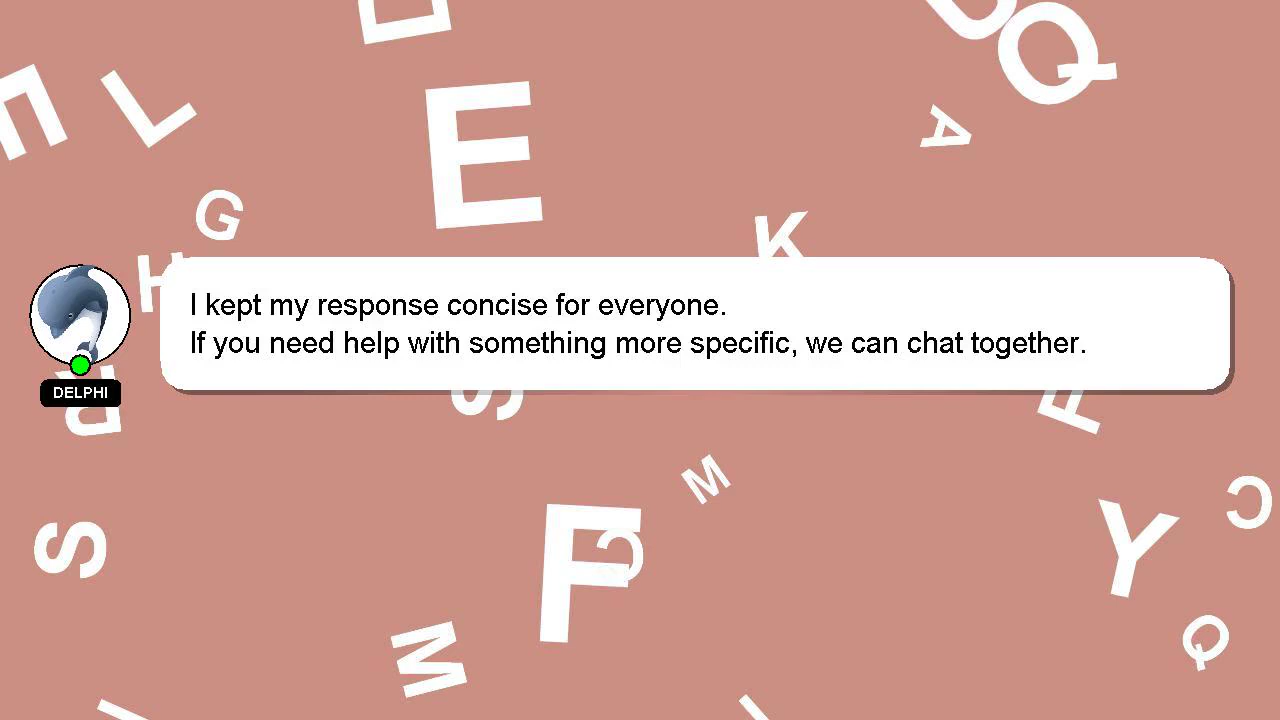 I kept my response concise for everyone.
If you need help with something more specific, we can chat together.
DELPHI
L
E
Q
A
G
K
H
R
S
F
M
S
F
G
Y
C
Q
M